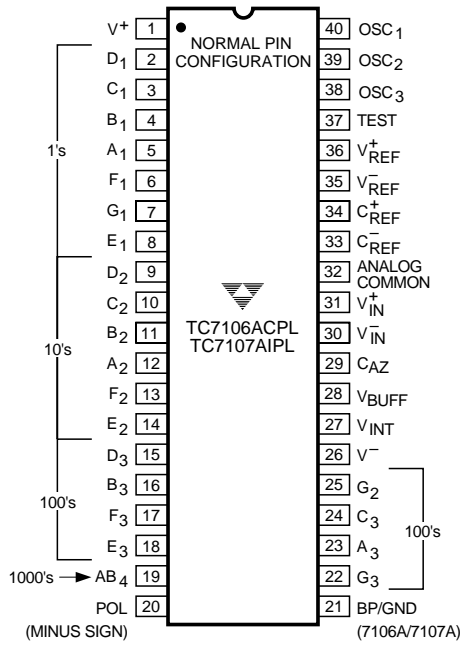 NORMAL PIN
CONFIGURATION
V+ 1
D1 2
C1 3
B1 4
A1 5
F1 6
G1 7
E1 8
1's
D2 9
C2 10
B2 11
A2 12
F2 13
E2 14
10's
D3 15
B3 16
F3 17
E3 18
100's
1000's AB4 19
POL 20
(MINUS SIGN)
TC7106ACPL
TC7107AIPL
40 OSC1
39 OSC2
38 OSC3
37 TEST
36 V+REF
35 V−REF
34 C+REF
33 C−REF
32 ANALOG
COMMON
31 V+IN
30 V−IN
29 CAZ
28 VBUFF
27 VINT
26 V−
25 G2
24 C3
23 A3
22 G3
100's
21 BP/GND
(7106A/7107A)